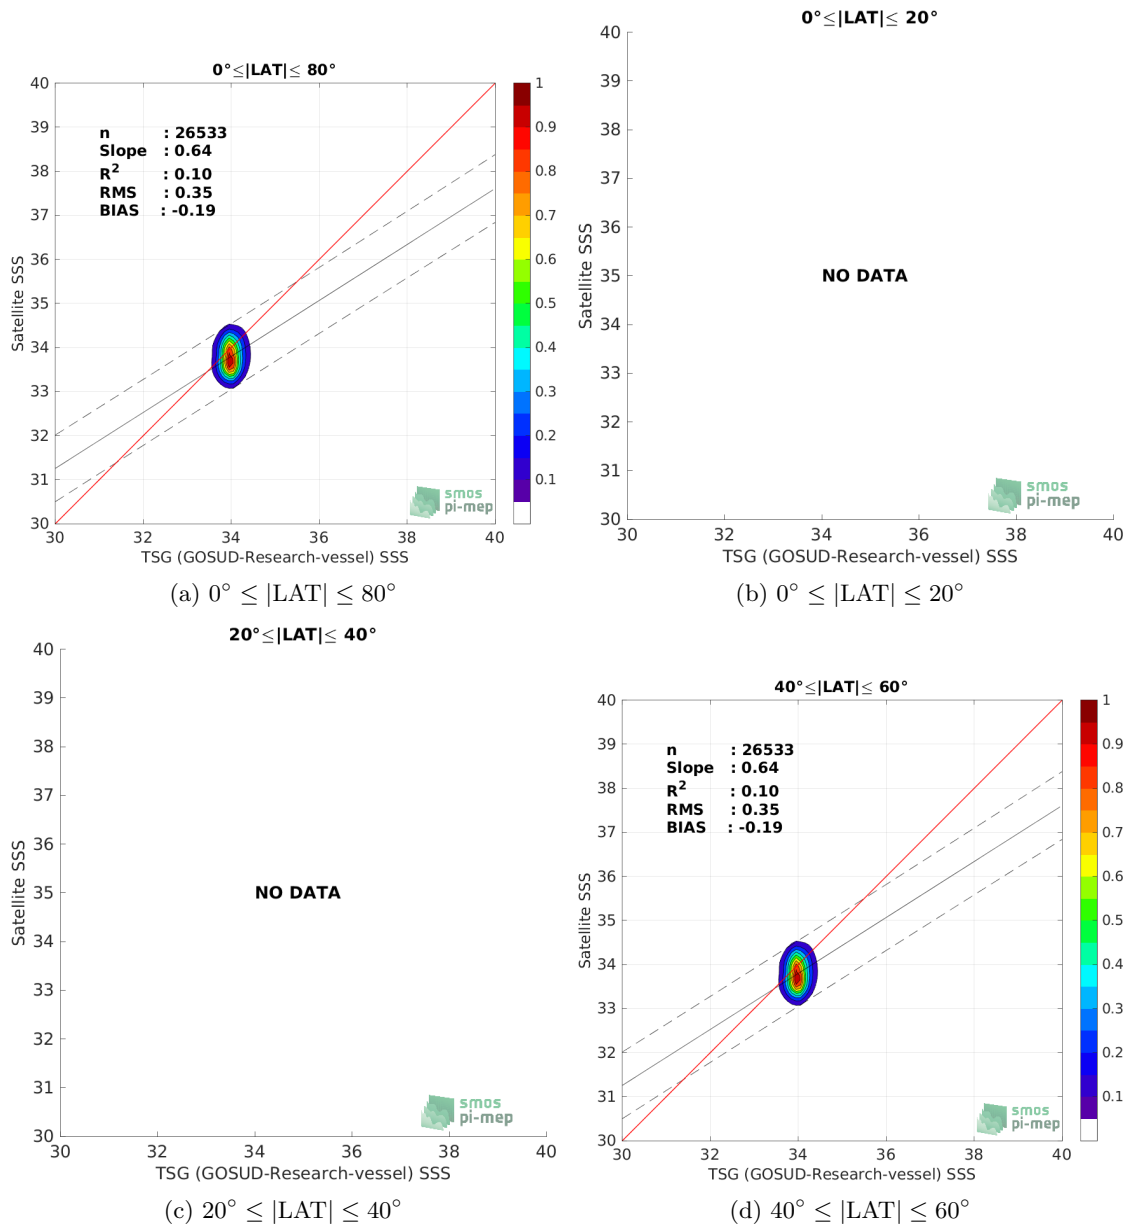 0°≤|LAT|≤ 80°
40
39
38
37
36
35
34
33
32
31
30
Satellite SSS
n : 26533
Slope : 0.64
R² : 0.10
RMS : 0.35
BIAS : -0.19
smos
pi-mep
30 32 34 36 38 40
TSG (GOSUD-Research-vessel) SSS
1
0.9
0.8
0.7
0.6
0.5
0.4
0.3
0.2
0.1
(a) 0° ≤ |LAT| ≤ 80°
0°≤|LAT|≤ 20°
40
39
38
37
36
35
34
33
32
31
30
Satellite SSS
NO DATA
smos
pi-mep
30 32 34 36 38 40
TSG (GOSUD-Research-vessel) SSS
(b) 0° ≤ |LAT| ≤ 20°
20°≤|LAT|≤ 40°
40
39
38
37
36
35
34
33
32
31
30
Satellite SSS
NO DATA
smos
pi-mep
30 32 34 36 38 40
TSG (GOSUD-Research-vessel) SSS
(c) 20° ≤ |LAT| ≤ 40°
40°≤|LAT|≤ 60°
40
39
38
37
36
35
34
33
32
31
30
Satellite SSS
n : 26533
Slope : 0.64
R² : 0.10
RMS : 0.35
BIAS : -0.19
smos
pi-mep
30 32 34 36 38 40
TSG (GOSUD-Research-vessel) SSS
1
0.9
0.8
0.7
0.6
0.5
0.4
0.3
0.2
0.1
(d) 40° ≤ |LAT| ≤ 60°